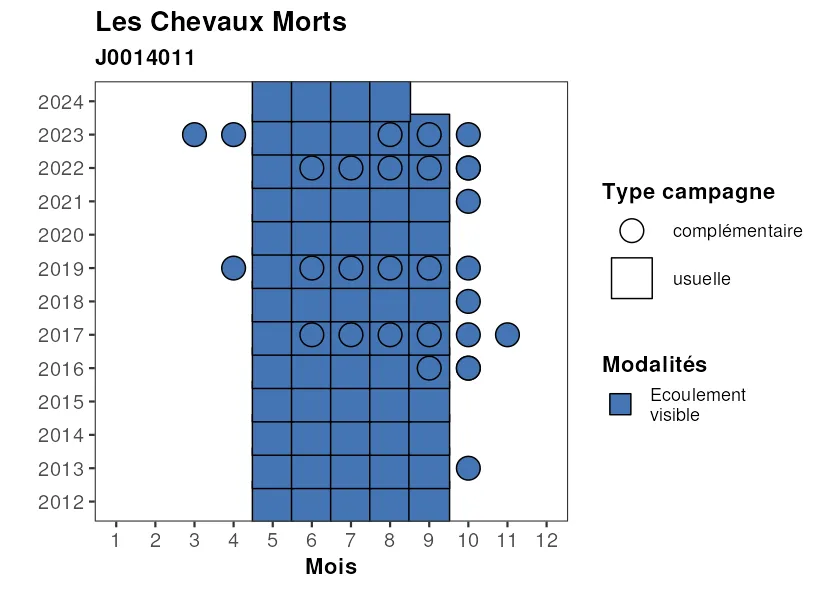 Les Chevaux Morts
J0014011
2024
2023
2022
2021
2020
2019
2018
2017
2016
2015
2014
2013
2012
1 2 3 4 5 6 7 8 9 10 11 12
Mois
Type campagne
complémentaire
usuelle
Modalités
Ecoulement
visible